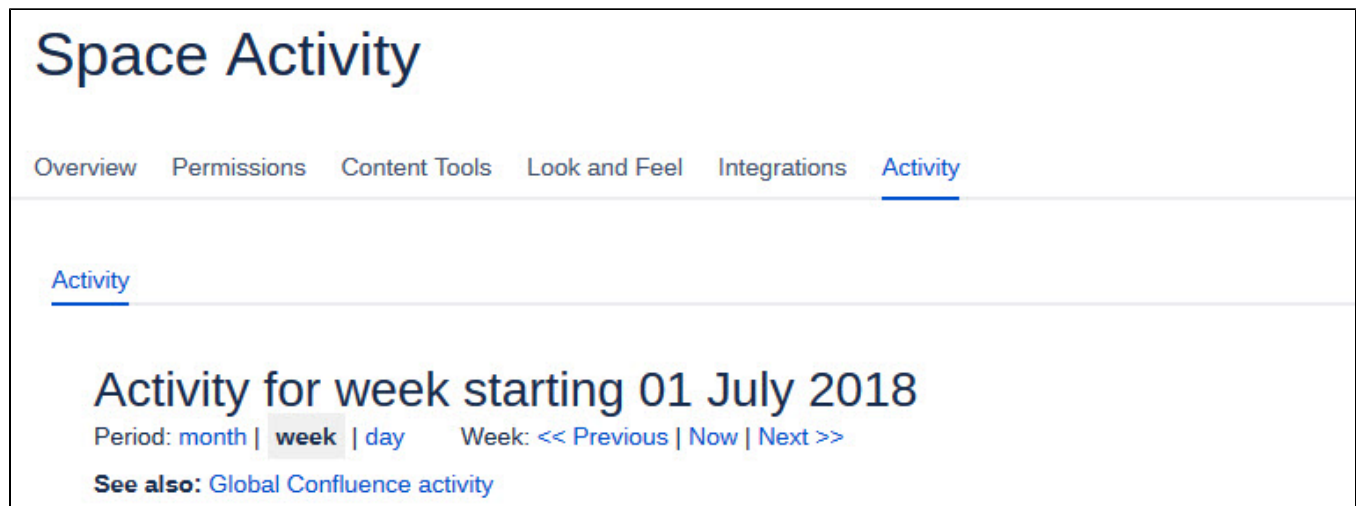 Space Activity
Overview Permissions Content Tools Look and Feel Integrations Activity
Activity
Activity for week starting 01 July 2018
Period: month | week | day Week: << Previous | Now | Next >>
See also: Global Confluence activity